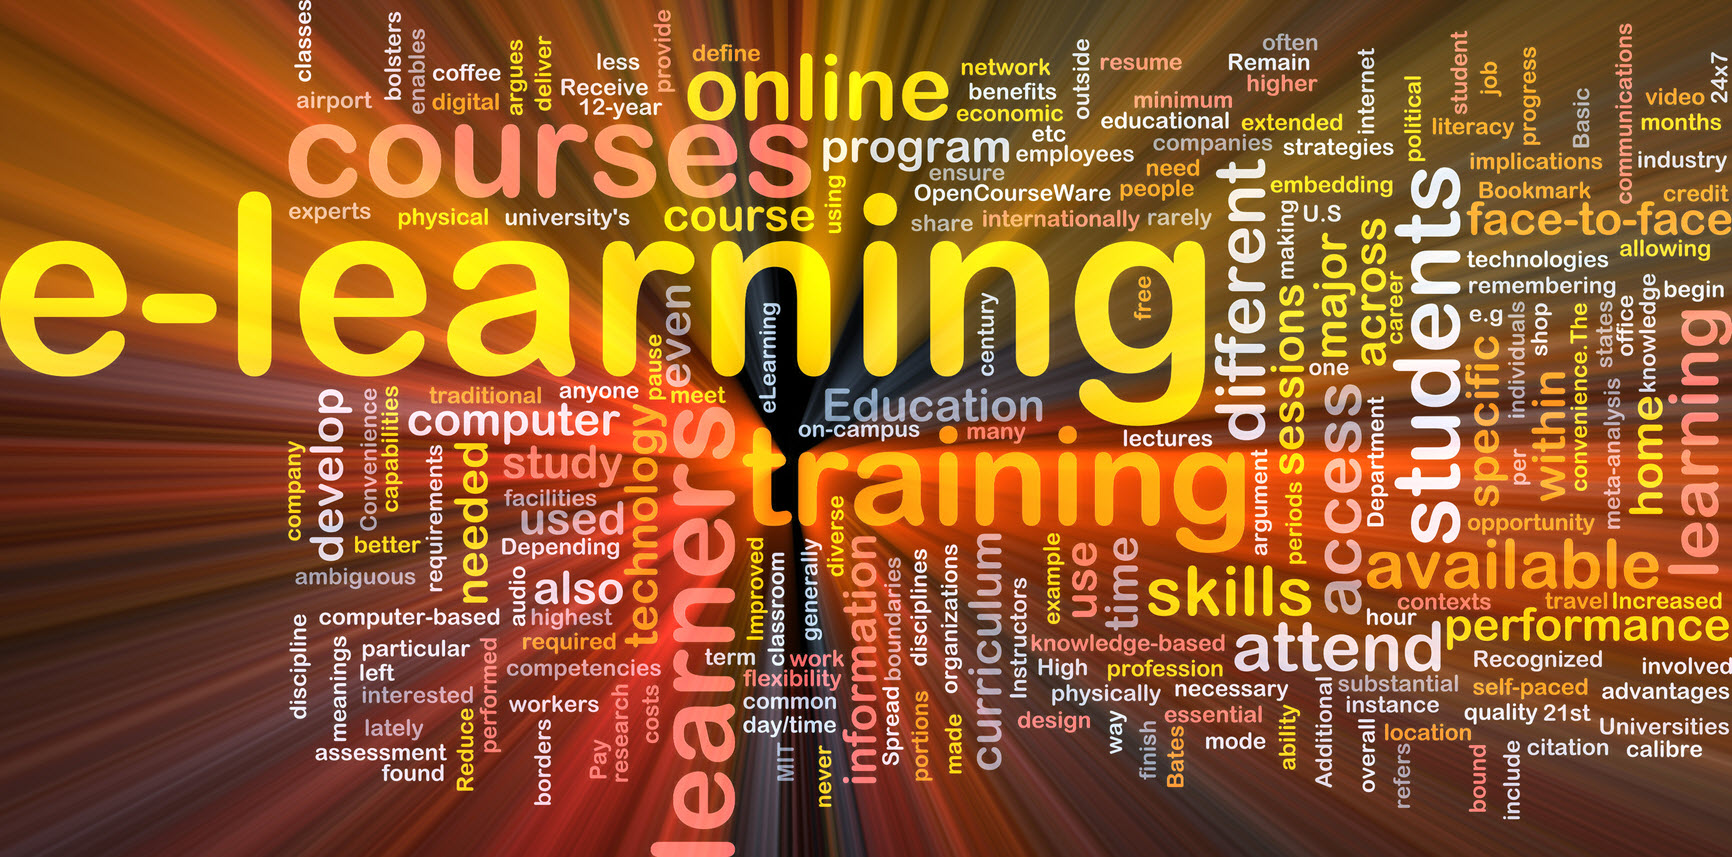 classes
bolsters
enables
coffee
argues
deliver
less
provide
define
online
network
outside
resume
often
Remain
higher
internet
student
job
progress
communications
24x7
airport
digital
Receive
12-year
benefits
economic
minimum
educational
extended
political
literacy
Basic
video
months
courses
program
etc
employees
companies
strategies
ensure
need
implications
industry
OpenCourseWare
people
embedding
Bookmark
credit
experts
physical
university's
course
using
share
internationally
rarely
different
making
U.S
students
face-to-face
allowing
e-learning
major
across
technologies
remembering
begin
even
eLearning
century
free
sessions
career
e.g
individuals
shop
convenience.The
states
office
knowledge
learning
pause
one
specific
develop
Convenience
capabilities
traditional
anyone
meet
Education
access
within
meta-analysis
home
computer
technology
learners
on-campus
many
lectures
Department
per
company
requirements
needed
study
training
argument
periods
facilities
used
opportunity
better
Depending
diverse
available
ambiguous
audio
also
Improved
classroom
generally
information
boundaries
disciplines
organizations
curriculum
Instructors
example
use
time
skills
contexts
travel
Increased
computer-based
highest
hour
performance
discipline
meanings
particular
required
term
work
knowledge-based
attend
left
performed
competencies
flexibility
High
profession
Recognized
involved
interested
workers
research
costs
common
Spread
physically
necessary
substantial
self-paced
advantages
instance
lately
Reduce
day/time
portions
made
design
way
essential
ability
Additional
quality
21st
Universities
assessment
borders
Pay
MIT
never
finish
Bates
mode
overall
location
citation
calibre
found
refers
bound
include